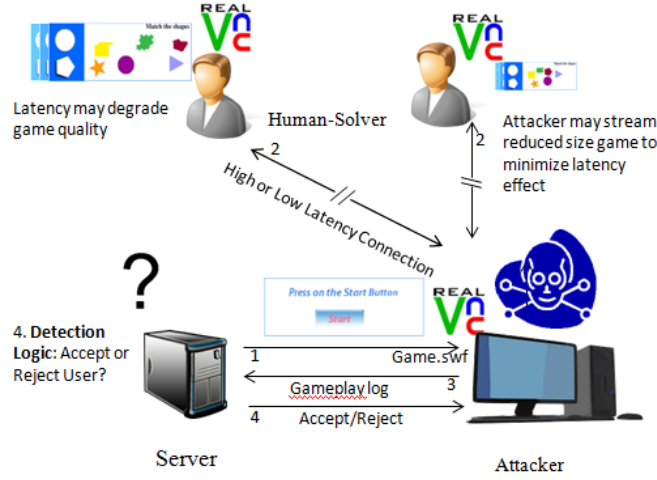 Match the shapes
REAL
Vnc
REAL
Vnc
Latency may degrade
game quality
Human-Solver
Attacker may stream
reduced size game to
minimize latency
effect
2
2
High or Low Latency Connection
?
Press on the Start Button
Start
REAL
Vnc
4. Detection
Logic: Accept or
Reject User?
1
Game.swf
3
Gameplay log
4
Accept/Reject
Server
Attacker